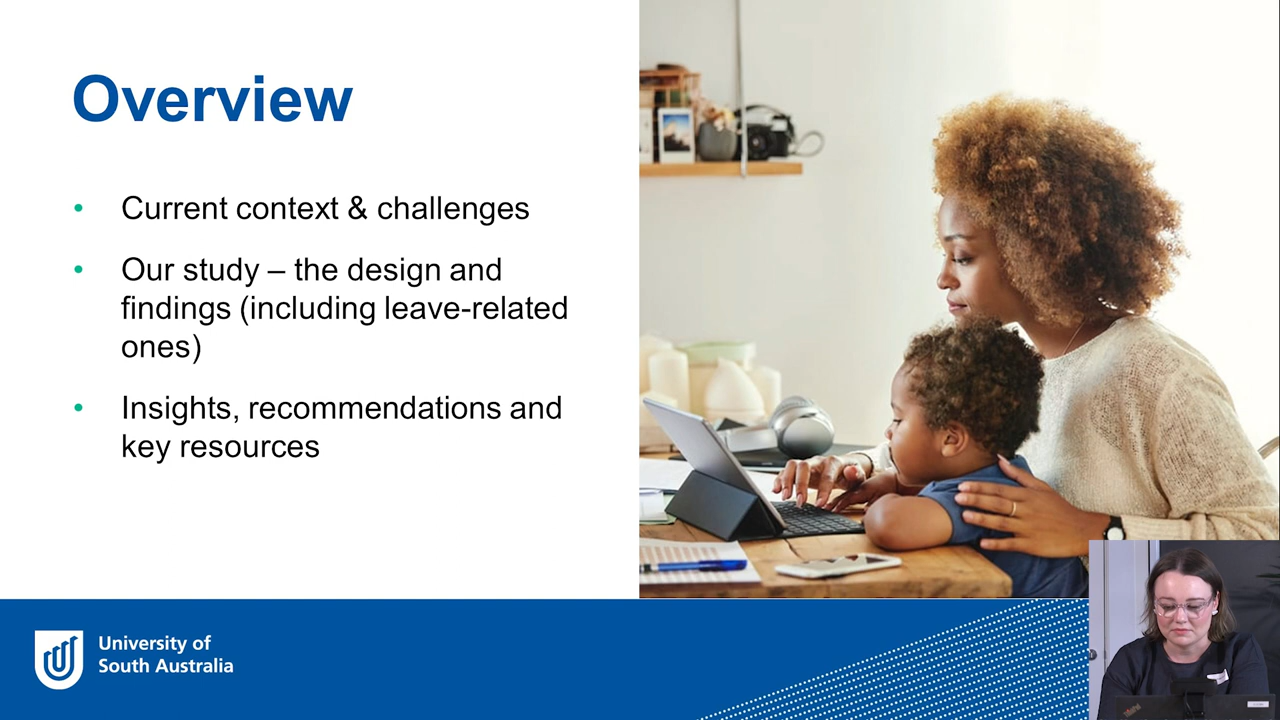 Overview
• Current context & challenges
• Our study – the design and
findings (including leave-related
ones)
• Insights, recommendations and
key resources
University of
South Australia